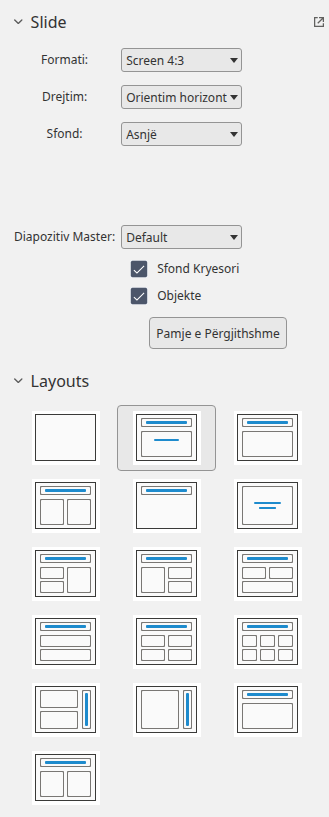 Slide
Formati: Screen 4:3
Drejtim: Orientim horizont
Sfond: Asnjë
Diapozitiv Master: Default
Sfond Kryesori
Objekte
Pamje e Përgjithshme
Layouts